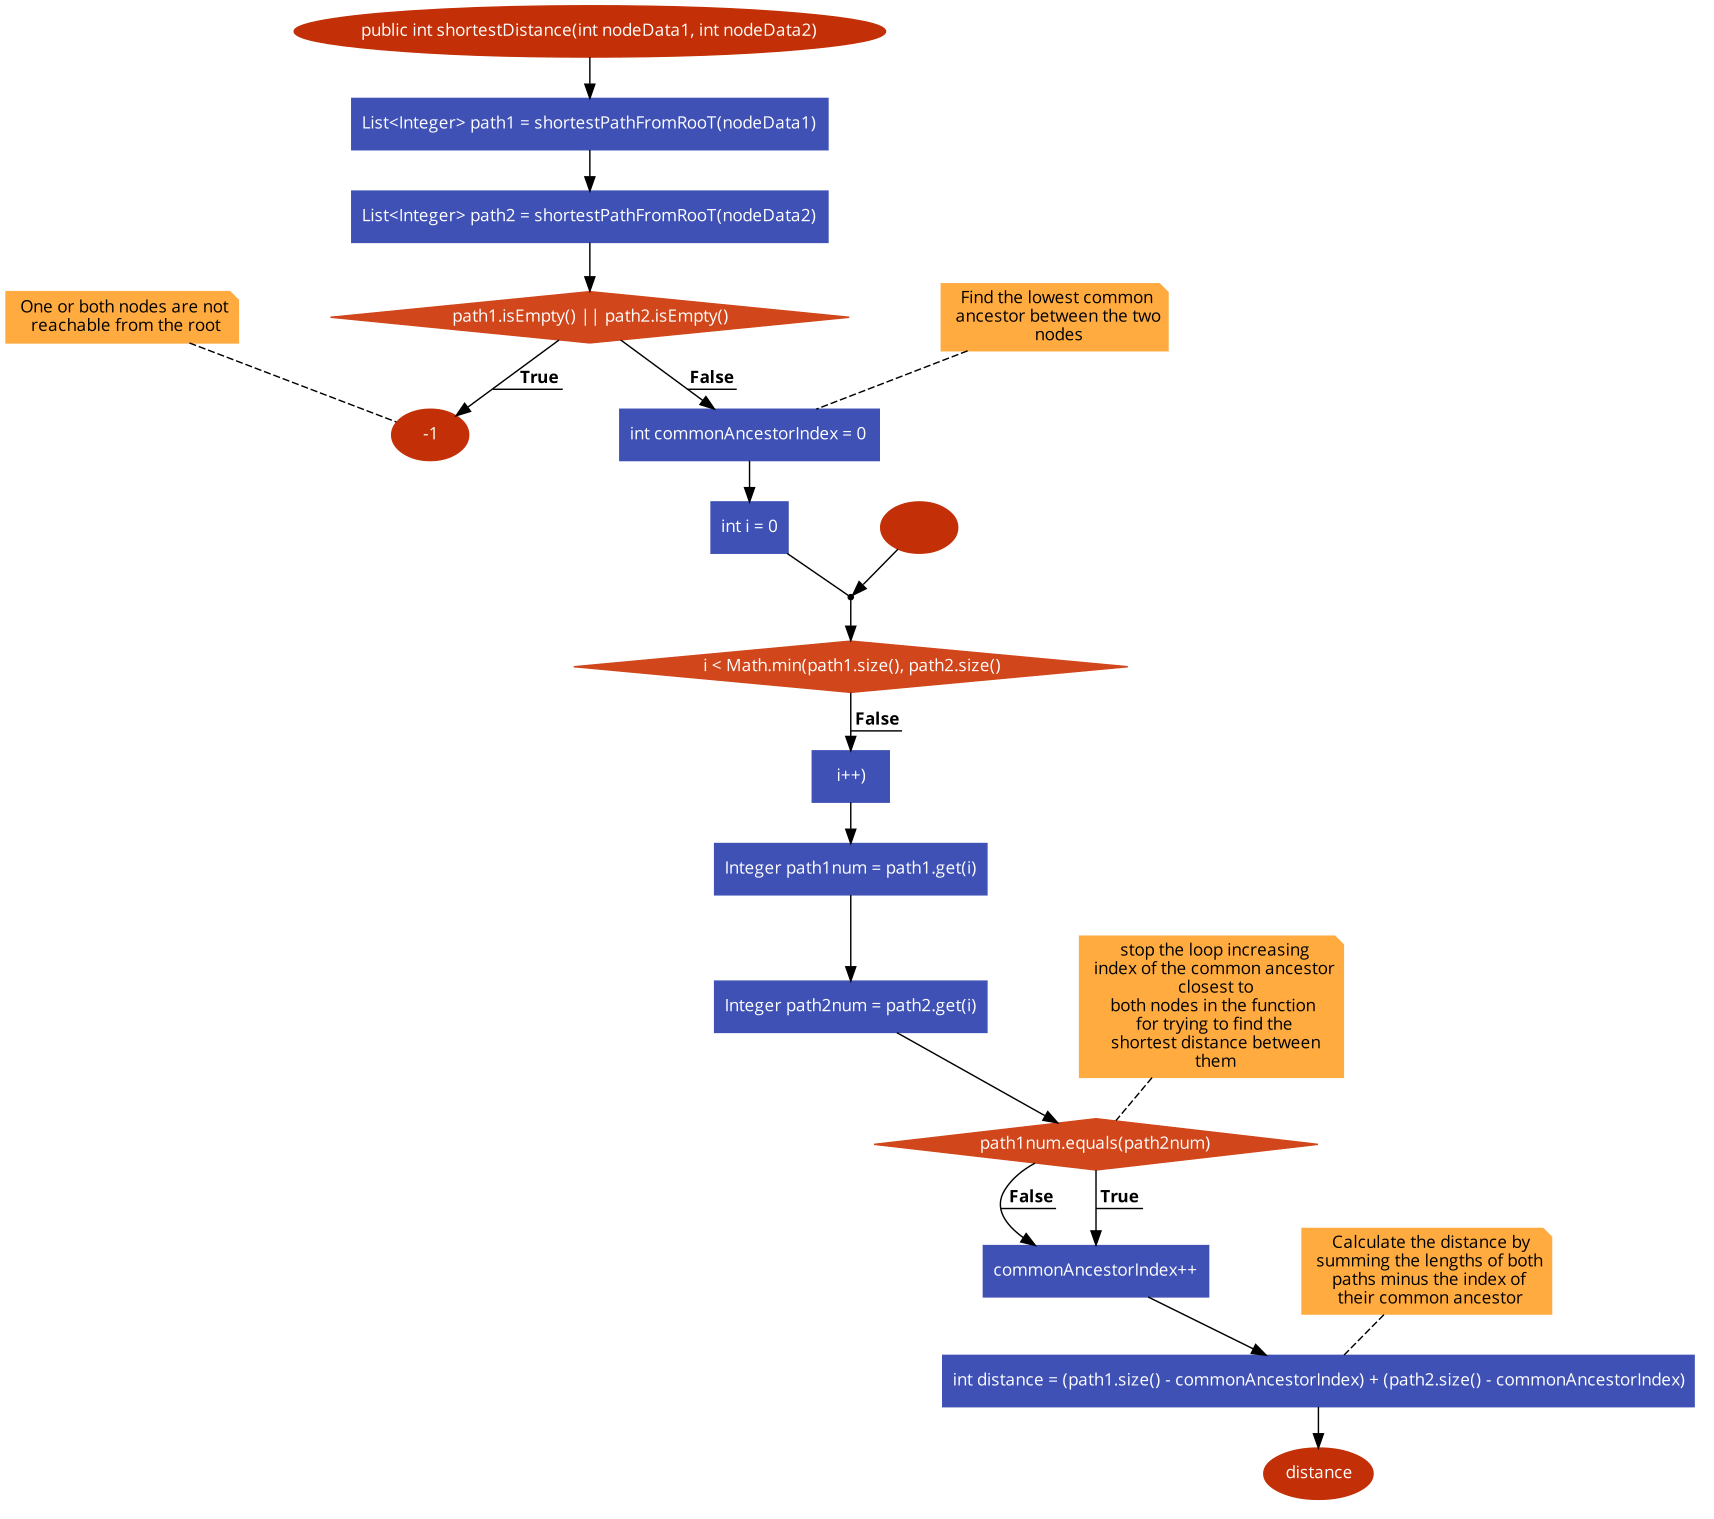 public int shortestDistance(int nodeData1, int nodeData2)
List<Integer> path1 = shortestPathFromRooT(nodeData1)
List<Integer> path2 = shortestPathFromRooT(nodeData2)
One or both nodes are not
reachable from the root
path1.isEmpty() || path2.isEmpty()
Find the lowest common
ancestor between the two
nodes
True
False
-1
int commonAncestorIndex = 0
int i = 0
i < Math.min(path1.size(), path2.size()
False
i++)
Integer path1num = path1.get(i)
Integer path2num = path2.get(i)
stop the loop increasing
index of the common ancestor
closest to
both nodes in the function
for trying to find the
shortest distance between
them
path1num.equals(path2num)
False
True
commonAncestorIndex++
Calculate the distance by
summing the lengths of both
paths minus the index of
their common ancestor
int distance = (path1.size() - commonAncestorIndex) + (path2.size() - commonAncestorIndex)
distance